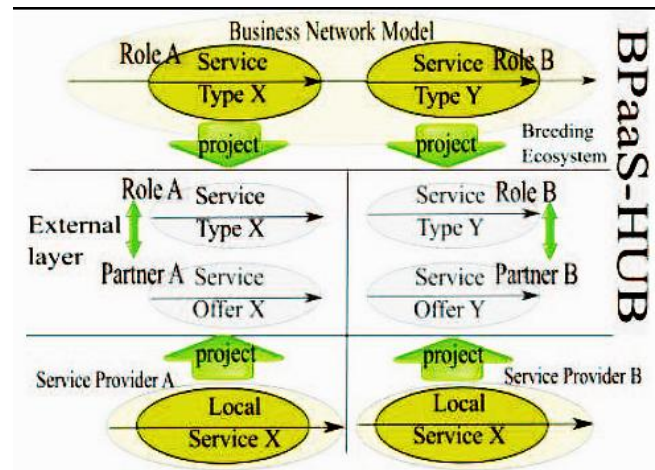 Business Network Model
Role A
Service
Type X
Service
Type Y
Role B
project
project
Breeding
Ecosystem
BPaaS-HUB
External
layer
Role A
Service
Type X
Partner A
Service
Offer X
Service
Type Y
Role B
Service
Offer Y
Partner B
project
project
Service Provider A
Local
Service X
Service Provider B
Local
Service X